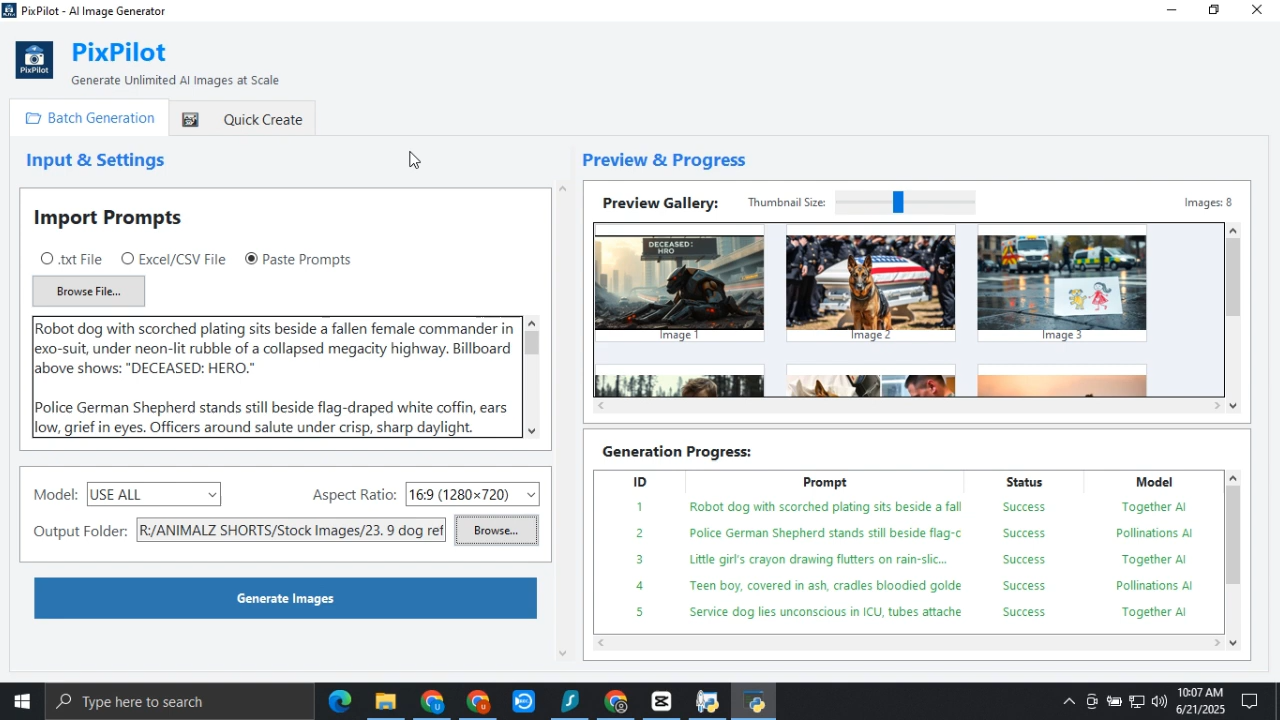 PixPilot - AI Image Generator
PixPilot
PixPilot
Generate Unlimited AI Images at Scale
Batch Generation
Quick Create
Input & Settings
Import Prompts
.txt File
Excel/CSV File
Paste Prompts
Browse File...
Robot dog with scorched plating sits beside a fallen female commander in
exo-suit, under neon-lit rubble of a collapsed megacity highway. Billboard
above shows: "DECEASED: HERO."
Police German Shepherd stands still beside flag-draped white coffin, ears
low, grief in eyes. Officers around salute under crisp, sharp daylight.
Model: USE ALL
Aspect Ratio: 16:9 (1280×720)
Output Folder: R:/ANIMALZ SHORTS/Stock Images/23. 9 dog ref
Browse...
Generate Images
Preview & Progress
Preview Gallery:
Thumbnail Size:
Images: 8
DECEASED:
HRO
Image 1
Image 2
Image 3
Generation Progress:
ID Prompt Status Model
1 Robot dog with scorched plating sits beside a fall Success Together AI
2 Police German Shepherd stands still beside flag-c Success Pollinations AI
3 Little girl's crayon drawing flutters on rain-slic... Success Together AI
4 Teen boy, covered in ash, cradles bloodied golde Success Pollinations AI
5 Service dog lies unconscious in ICU, tubes attache Success Together AI
Type here to search
10:07 AM
6/21/2025